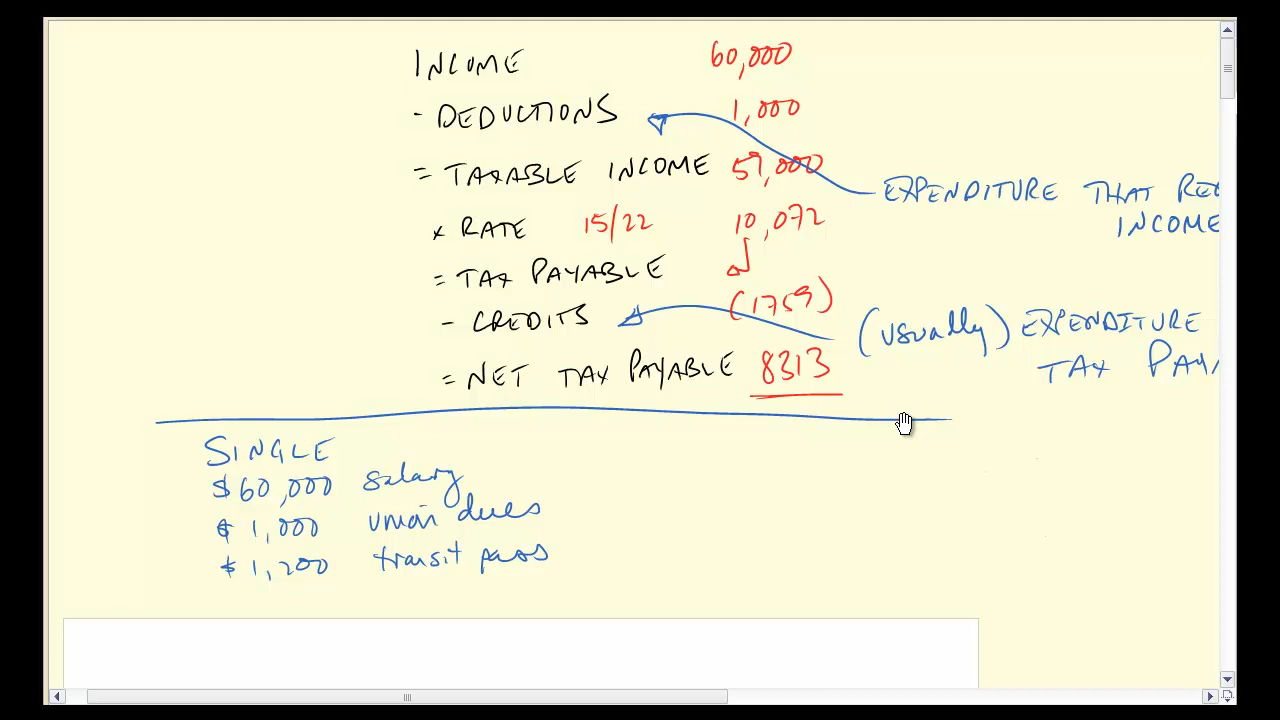 INCOME 60,000
- DEDUCTIONS 1,000
= TAXABLE INCOME 59,000
EXPENDITURE THAT RED
INCOME
x RATE 15/22 10,072
= TAX PAYABLE
- CREDITS (1759)
(usually) EXPENDITURE
TAX PAY
= NET TAX PAYABLE 8313
SINGLE
$60,000 salary
$1,000 union dues
$1,200 transit pass